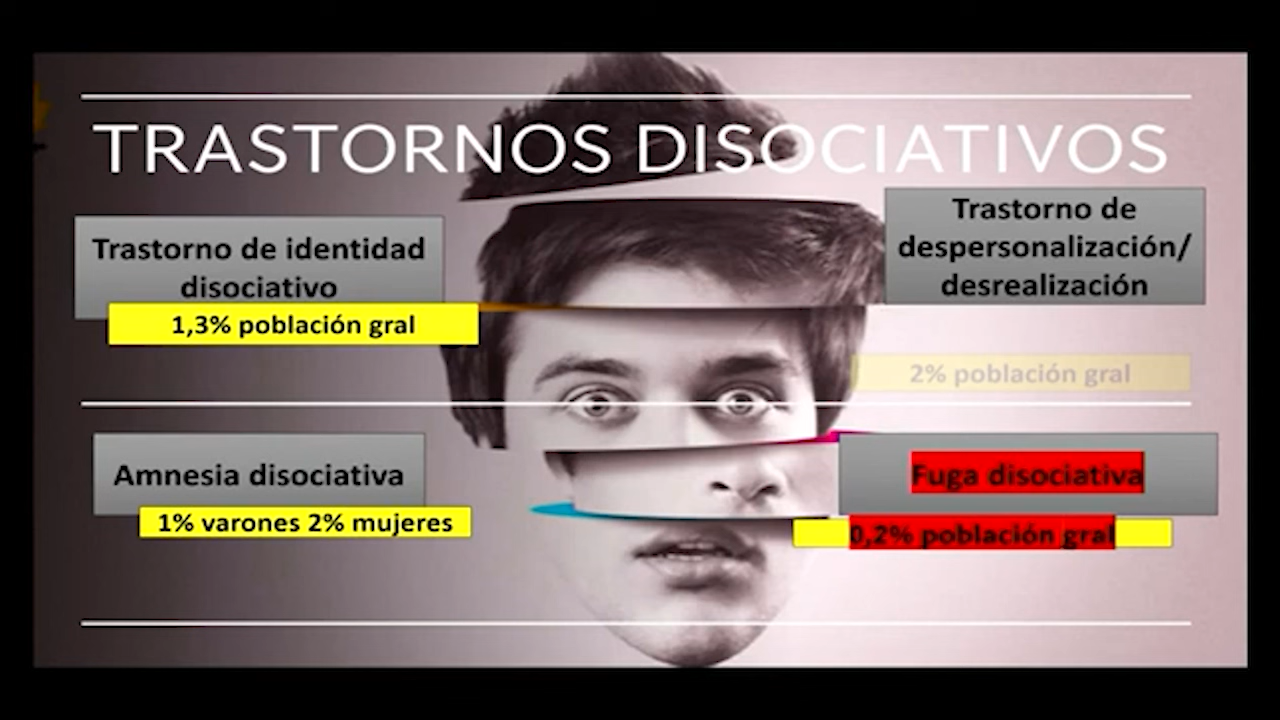 TRASTORNOS DISOCIATIVOS
Trastorno de identidad
disociativo
1,3% población gral
Trastorno de
despersonalización/
desrealización
2% población gral
Amnesia disociativa
1% varones 2% mujeres
Fuga disociativa
0,2% población gral